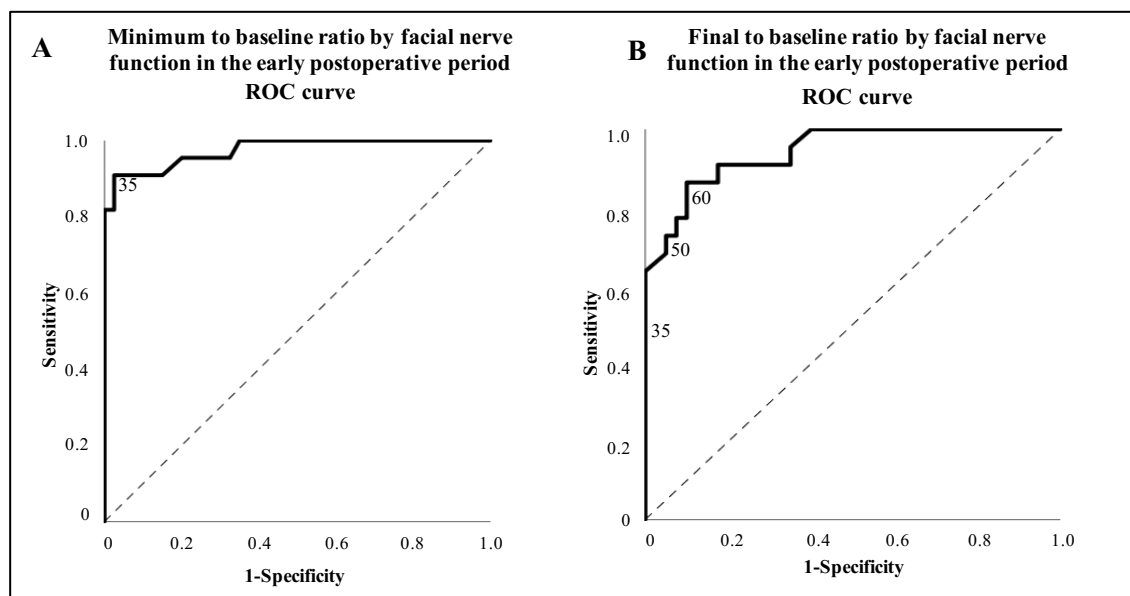 A
Minimum to baseline ratio by facial nerve
function in the early postoperative period
ROC curve
1.0
0.8
0.6
0.4
0.2
0
35
Sensitivity
0
0.2
0.4
0.6
0.8
1.0
1-Specificity
B
Final to baseline ratio by facial nerve
function in the early postoperative period
ROC curve
1.0
0.8
0.6
0.4
0.2
0
60
50
35
Sensitivity
0
0.2
0.4
0.6
0.8
1.0
1-Specificity